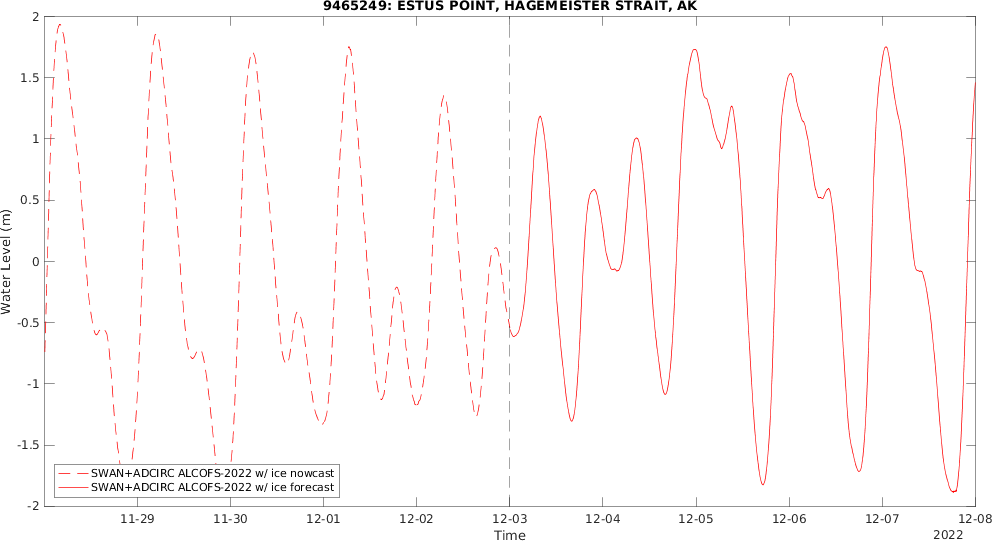 9465249: ESTUS POINT, HAGEMEISTER STRAIT, AK
2
1.5
1
0.5
0
-0.5
-1
-1.5
-2
Water Level (m)
SWAN+ADCIRC ALCOFS-2022 w/ ice nowcast
SWAN+ADCIRC ALCOFS-2022 w/ ice forecast
11-29 11-30 12-01 12-02 12-03 12-04 12-05 12-06 12-07 12-08
Time
2022